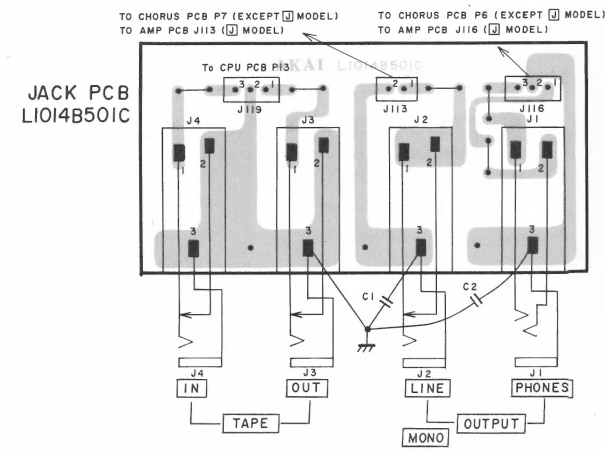 TO CHORUS PCB P7 (EXCEPT J MODEL)
TO AMP PCB J113 (J MODEL)
TO CHORUS PCB P6 (EXCEPT J MODEL)
TO AMP PCB J116 (J MODEL)
JACK PCB
L1014B501C
AKAI L1014B501C
To CPU PCB P113
3 2 1
2 1
3 2 1
J119
J113
J116
J4
J3
J2
J1
1 2
1 2
1 2
1 2
3
3
3
3
C1
C2
J4
J3
J2
J1
IN
OUT
LINE
PHONES
TAPE
OUTPUT
MONO